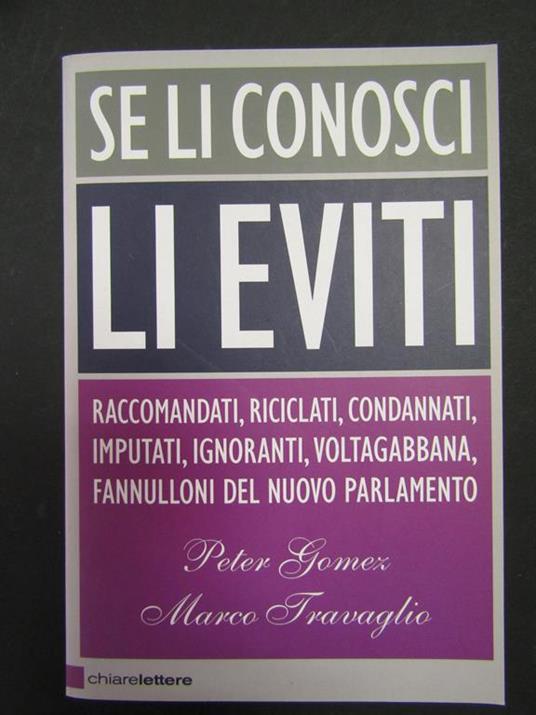 SE LI CONOSCI
LI EVITI
RACCOMANDATI, RICICLATI, CONDANNATI,
IMPUTATI, IGNORANTI, VOLTAGABBANA,
FANNULLONI DEL NUOVO PARLAMENTO
Peter Gomez
Marco Travaglio
chiarelettere